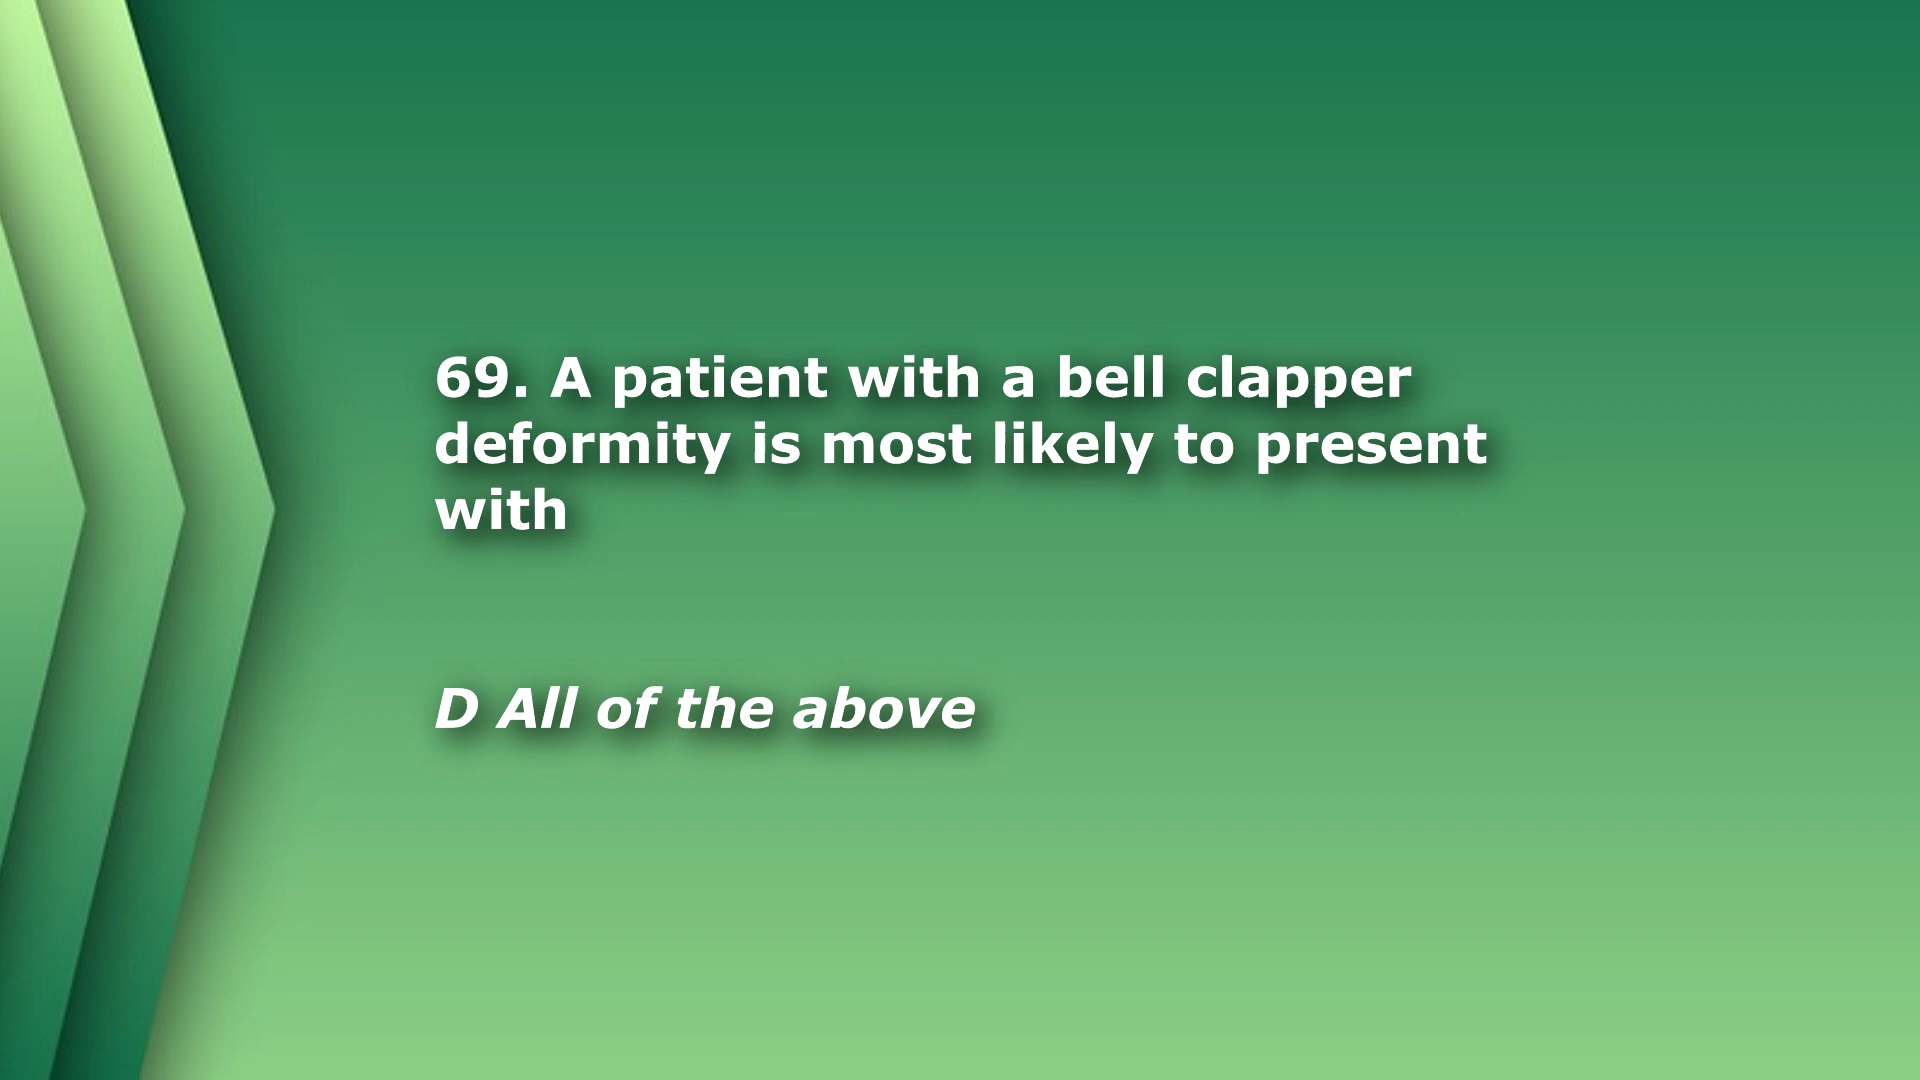 69. A patient with a bell clapper
deformity is most likely to present
with
D All of the above